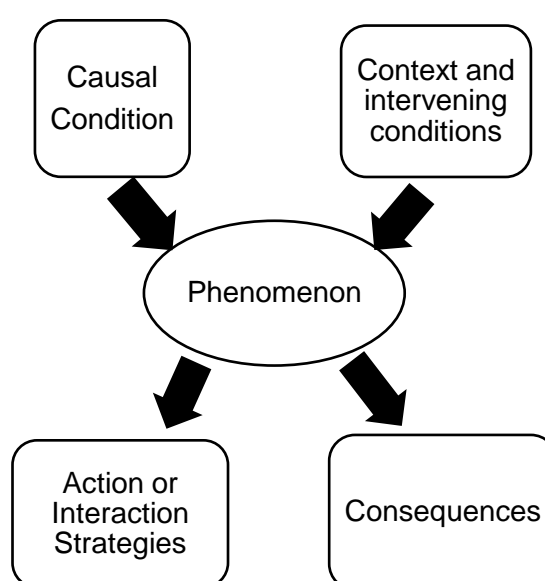 Causal
Condition
Context and
intervening
conditions
Phenomenon
Action or
Interaction
Strategies
Consequences